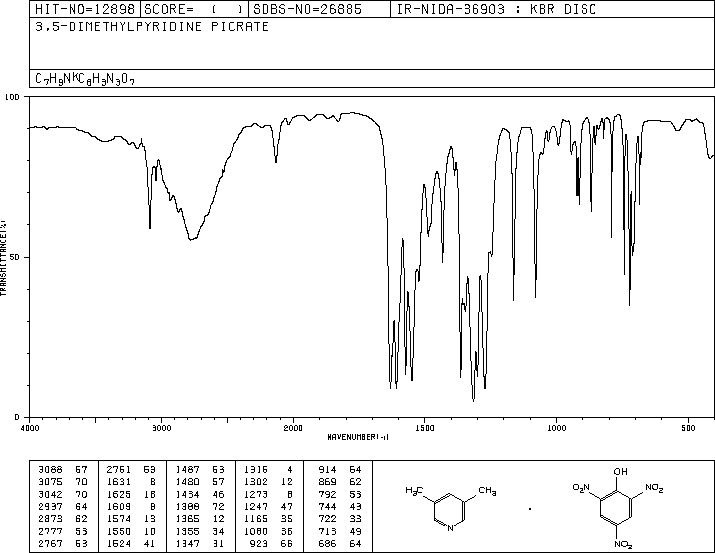 HIT-NO=12898 SCORE= ( ) SDBS-NO=26885 IR-NIDA-36903 : KBR DISC
3,5-DIMETHYLPYRIDINE PICRATE
C7H9NKC6H3N3O7
100
50
0
TRANSMITTANCE(%)
4000 3000 2000 1500 1000 500
WAVENUMBER(-1)
3088 57 2761 53 1487 53 1316 4 914 64
3075 70 1631 8 1480 57 1302 12 869 62
3042 70 1625 16 1434 46 1273 8 792 53
2937 64 1609 8 1388 72 1247 47 744 43
2873 62 1574 13 1365 12 1165 35 722 33
2777 53 1550 10 1355 34 1080 36 713 49
2767 53 1524 41 1347 31 923 66 686 64
H3C CH3
N
OH
O2N NO2
NO2